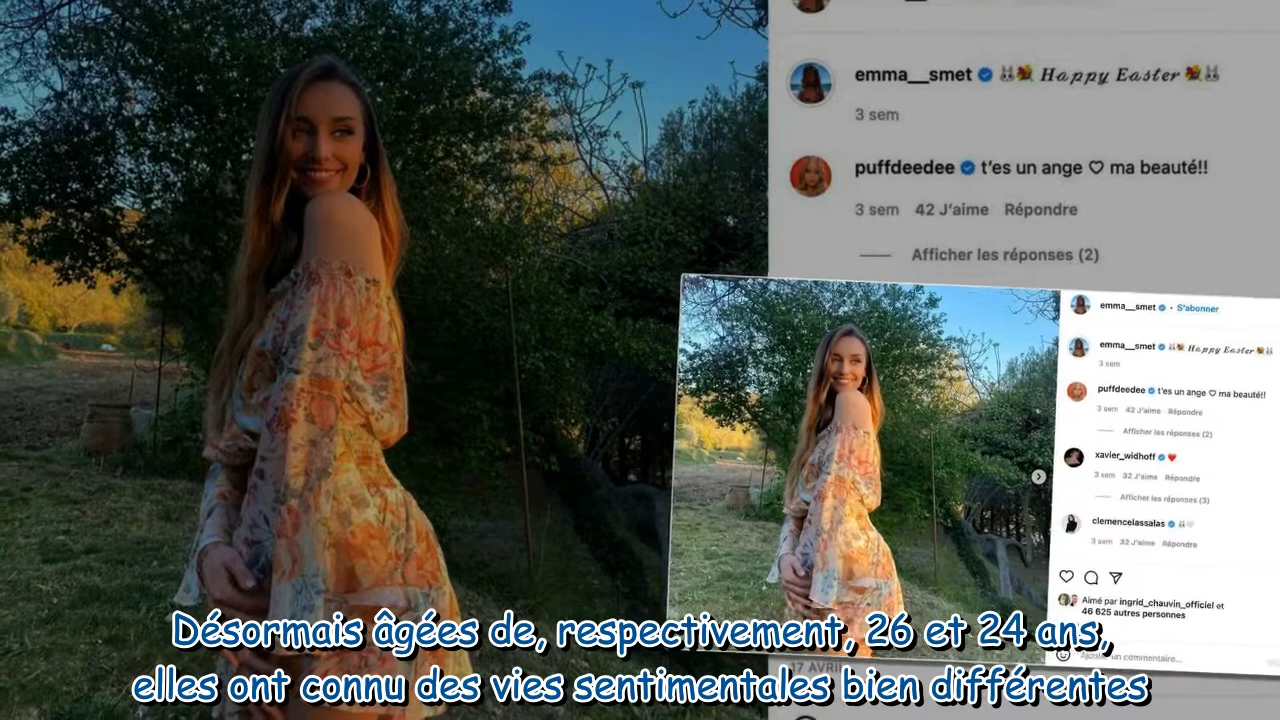 emma__smet 🐰💐 𝓗𝓪𝓹𝓹𝔂 𝓔𝓪𝓼𝓽𝓮𝓻 💐🐰
3 sem
puffdeedee t'es un ange ♡ ma beauté!!
3 sem 42 J'aime Répondre
Afficher les réponses (2)
emma__smet • S'abonner
emma__smet 🐰💐 𝓗𝓪𝓹𝓹𝔂 𝓔𝓪𝓼𝓽𝓮𝓻 💐🐰
3 sem
puffdeedee t'es un ange ♡ ma beauté!!
3 sem 42 J'aime Répondre
Afficher les réponses (2)
xavier_widhoff ❤️
3 sem 32 J'aime Répondre
Afficher les réponses (3)
clemencelassalas 🐰🤍
3 sem 32 J'aime Répondre
Aimé par ingrid_chauvin_officiel et
46 625 autres personnes
Ajouter un commentaire...
17 AVRIL
Désormais âgées de, respectivement, 26 et 24 ans,
elles ont connu des vies sentimentales bien différentes